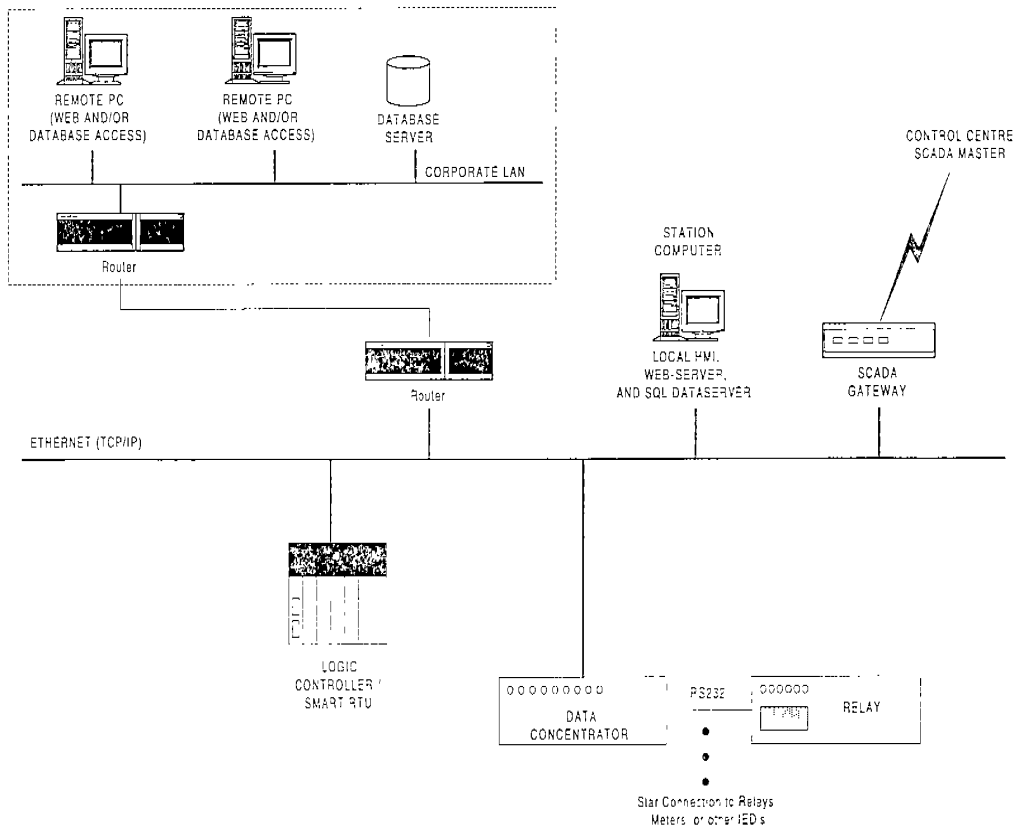 REMOTE PC
(WEB AND/OR
DATABASE ACCESS)
REMOTE PC
(WEB AND/OR
DATABASE ACCESS)
DATABASE
SERVER
CORPORATE LAN
Router
CONTROL CENTRE
SCADA MASTER
STATION
COMPUTER
LOCAL HMI,
WEB-SERVER,
AND SQL DATASERVER
SCADA
GATEWAY
Router
ETHERNET (TCP/IP)
LOGIC
CONTROLLER /
SMART RTU
DATA
CONCENTRATOR
RS232
RELAY
Star Connection to Relays
Meters, or other IED's